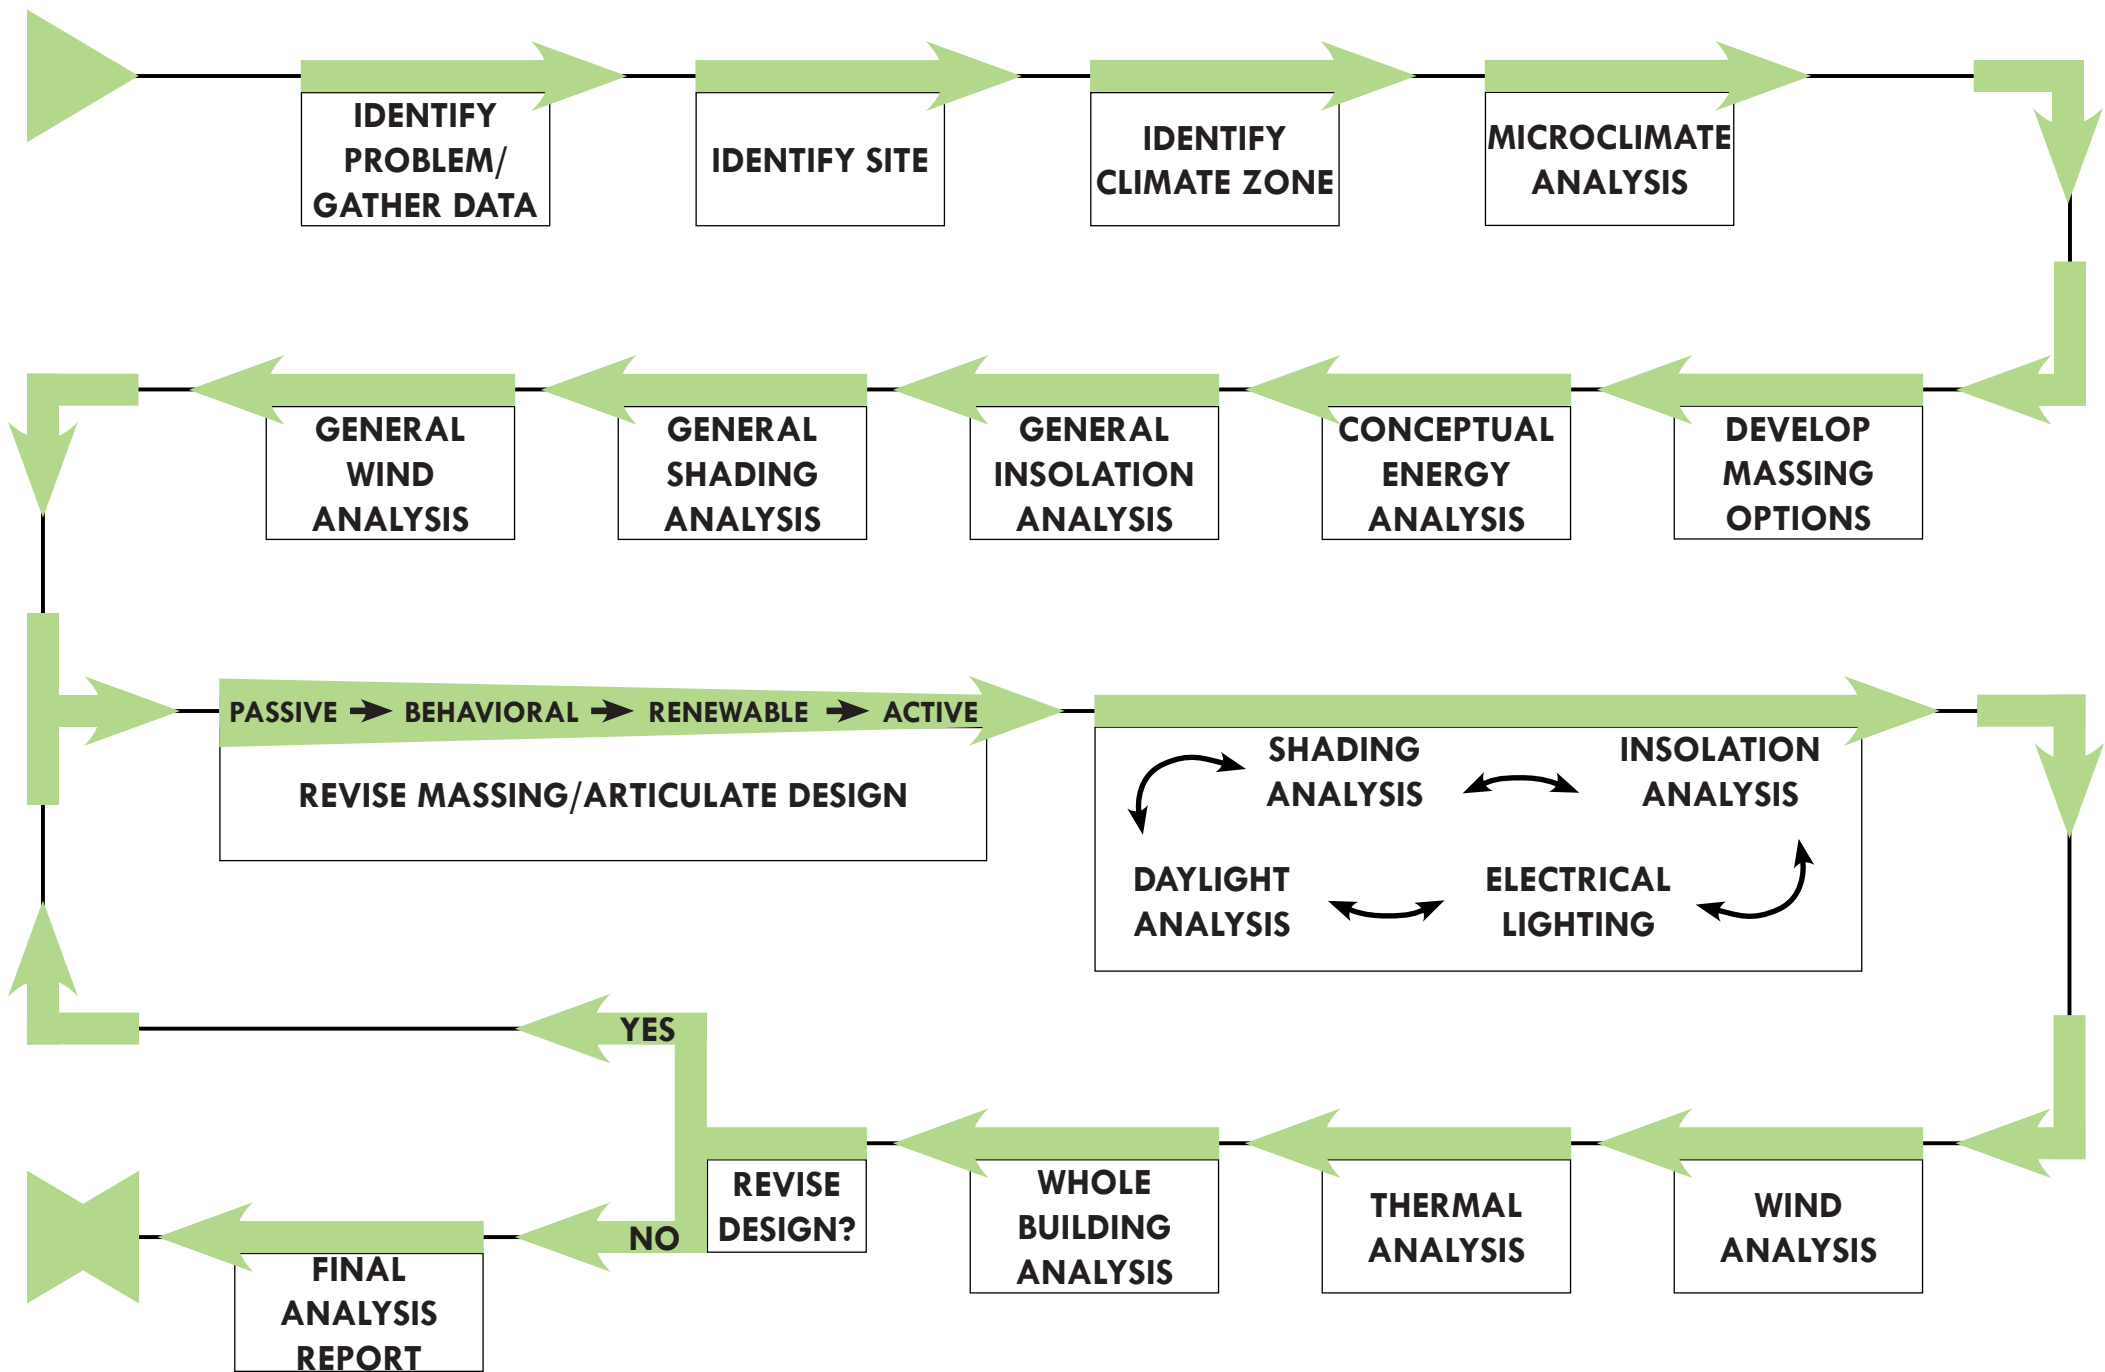 IDENTIFY
PROBLEM/
GATHER DATA
IDENTIFY SITE
IDENTIFY
CLIMATE ZONE
MICROCLIMATE
ANALYSIS
DEVELOP
MASSING
OPTIONS
CONCEPTUAL
ENERGY
ANALYSIS
GENERAL
INSOLATION
ANALYSIS
GENERAL
SHADING
ANALYSIS
GENERAL
WIND
ANALYSIS
PASSIVE
BEHAVIORAL
RENEWABLE
ACTIVE
REVISE MASSING/ARTICULATE DESIGN
SHADING
ANALYSIS
INSOLATION
ANALYSIS
DAYLIGHT
ANALYSIS
ELECTRICAL
LIGHTING
WIND
ANALYSIS
THERMAL
ANALYSIS
WHOLE
BUILDING
ANALYSIS
REVISE
DESIGN?
YES
NO
FINAL
ANALYSIS
REPORT